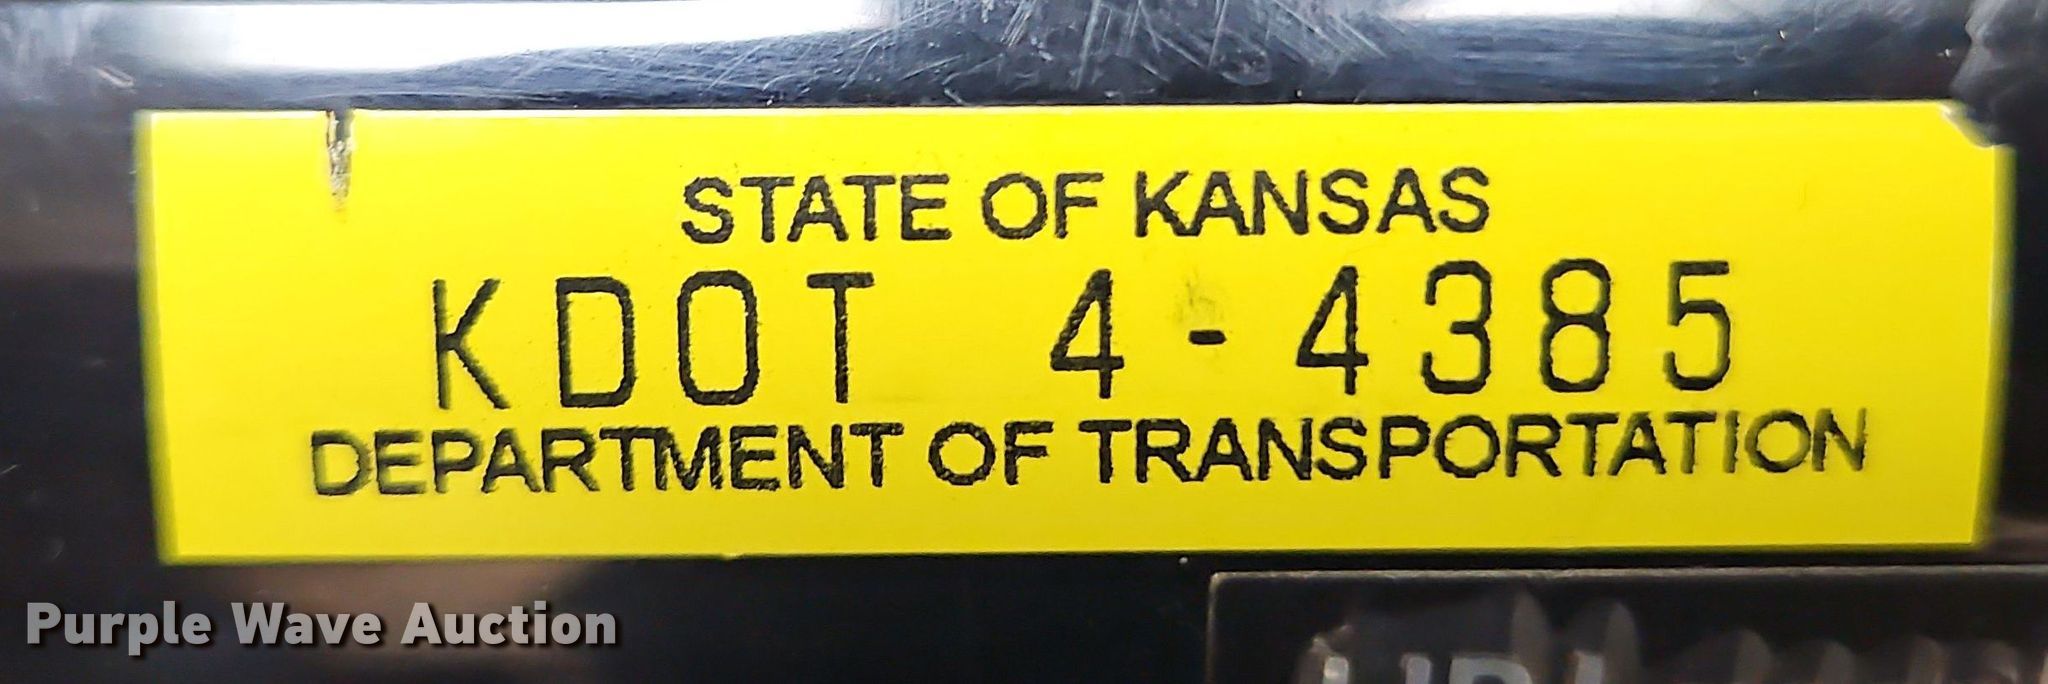 STATE OF KANSAS
KDOT 4-4385
DEPARTMENT OF TRANSPORTATION
Purple Wave Auction